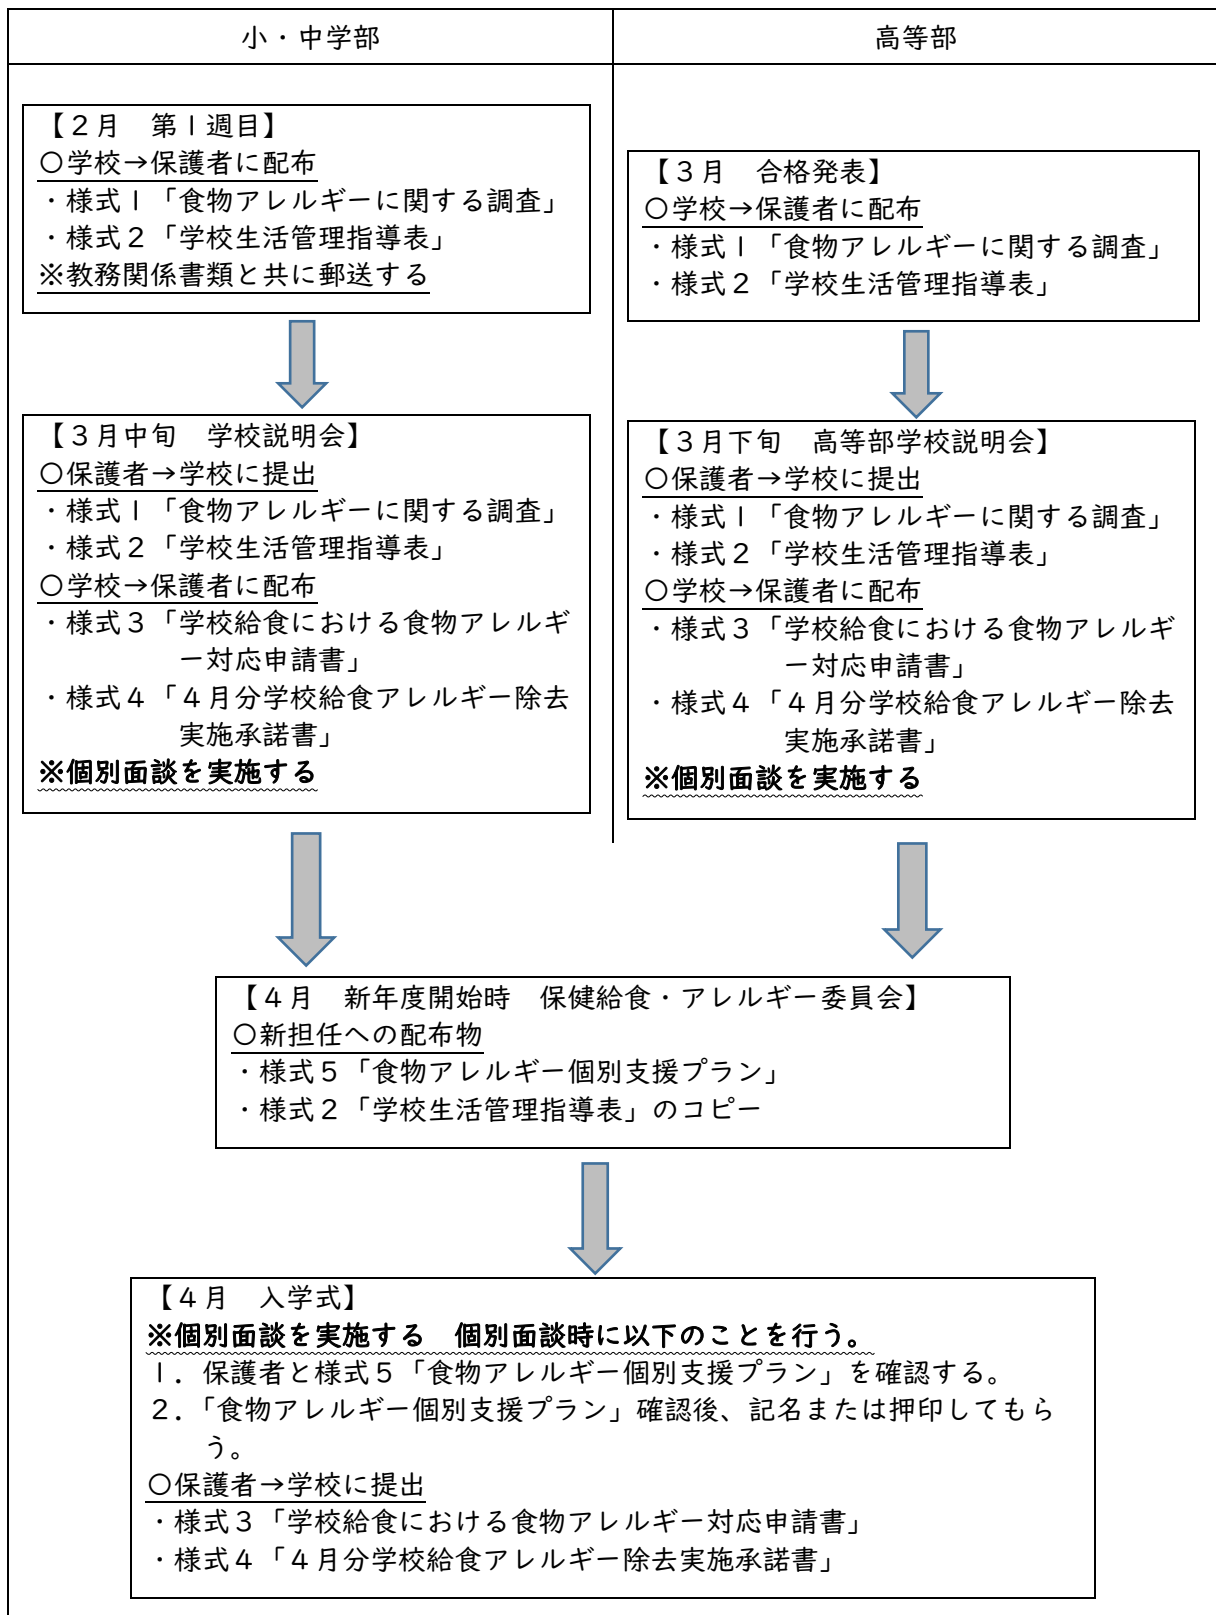 小・中学部
高等部
【２月　第１週目】
〇学校→保護者に配布
・様式１「食物アレルギーに関する調査」
・様式２「学校生活管理指導表」
※教務関係書類と共に郵送する
【３月　合格発表】
〇学校→保護者に配布
・様式１「食物アレルギーに関する調査」
・様式２「学校生活管理指導表」
【３月中旬　学校説明会】
〇保護者→学校に提出
・様式１「食物アレルギーに関する調査」
・様式２「学校生活管理指導表」
〇学校→保護者に配布
・様式３「学校給食における食物アレルギ
ー対応申請書」
・様式４「４月分学校給食アレルギー除去
実施承諾書」
※個別面談を実施する
【３月下旬　高等部学校説明会】
〇保護者→学校に提出
・様式１「食物アレルギーに関する調査」
・様式２「学校生活管理指導表」
〇学校→保護者に配布
・様式３「学校給食における食物アレルギ
ー対応申請書」
・様式４「４月分学校給食アレルギー除去
実施承諾書」
※個別面談を実施する
【４月　新年度開始時　保健給食・アレルギー委員会】
〇新担任への配布物
・様式５「食物アレルギー個別支援プラン」
・様式２「学校生活管理指導表」のコピー
【４月　入学式】
※個別面談を実施する　個別面談時に以下のことを行う。
１．保護者と様式５「食物アレルギー個別支援プラン」を確認する。
２．「食物アレルギー個別支援プラン」確認後、記名または押印してもら
う。
〇保護者→学校に提出
・様式３「学校給食における食物アレルギー対応申請書」
・様式４「４月分学校給食アレルギー除去実施承諾書」